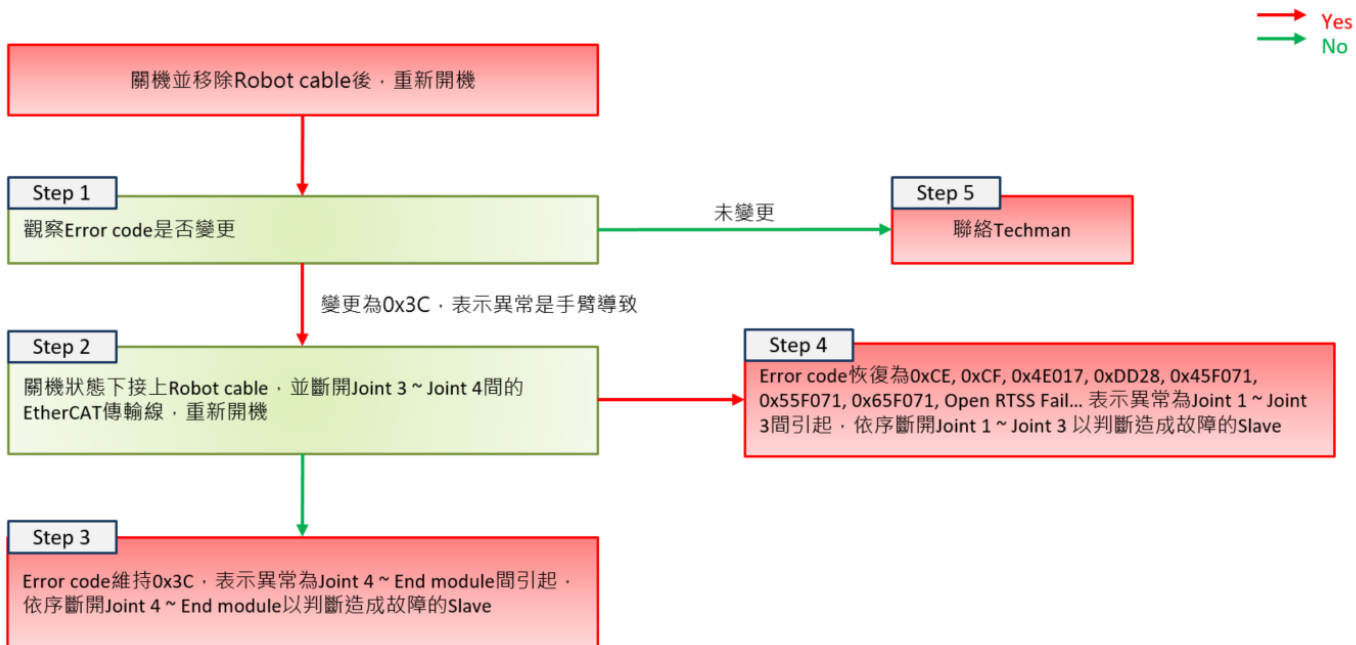 Yes
No
關機並移除Robot cable後，重新開機
Step 1
觀察Error code是否變更
未變更
Step 5
聯絡Techman
變更為0x3C，表示異常是手臂導致
Step 2
關機狀態下接上Robot cable，並斷開Joint 3 ~ Joint 4間的
EtherCAT傳輸線，重新開機
Step 4
Error code恢復為0xCE, 0xCF, 0x4E017, 0xDD28, 0x45F071,
0x55F071, 0x65F071, Open RTSS Fail... 表示異常為Joint 1 ~ Joint
3間引起，依序斷開Joint 1 ~ Joint 3 以判斷造成故障的Slave
Step 3
Error code維持0x3C，表示異常為Joint 4 ~ End module間引起，
依序斷開Joint 4 ~ End module以判斷造成故障的Slave